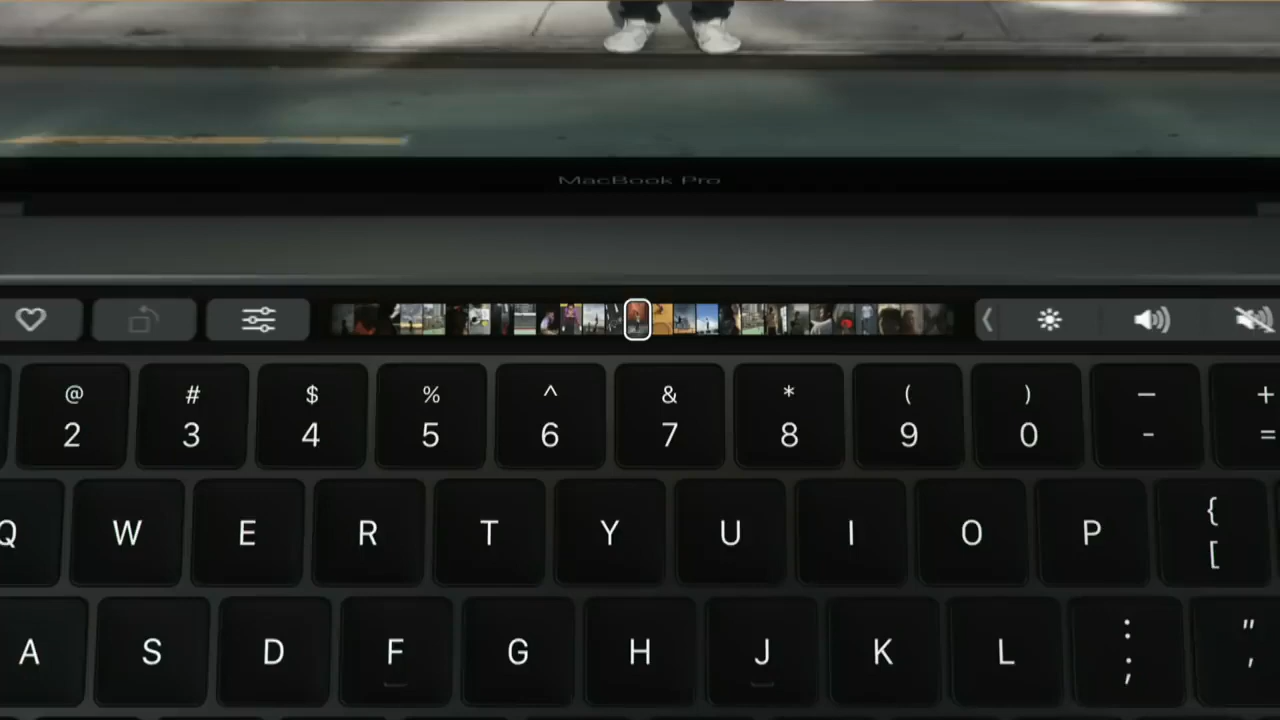 MacBook Pro
@ # $ % ^ & * ( ) — +
2 3 4 5 6 7 8 9 0 - =
Q W E R T Y U I O P {
[
A S D F G H J K L : "
; '